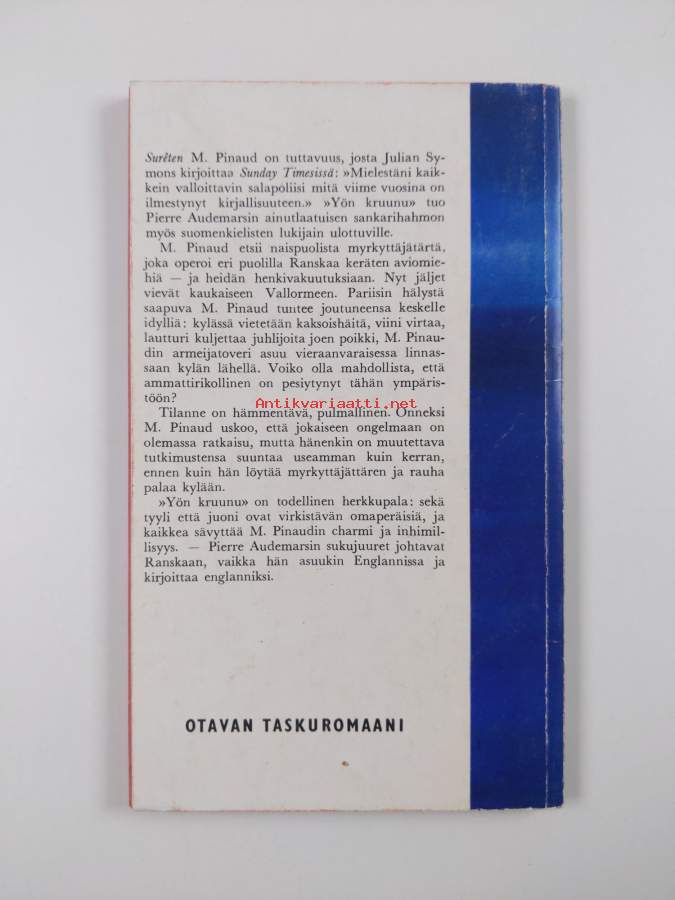 Surêten M. Pinaud on tuttavuus, josta Julian Sy-
mons kirjoittaa Sunday Timesissä: »Mielestäni kaik-
kein valloittavin salapoliisi mitä viime vuosina on
ilmestynyt kirjallisuuteen.» »Yön kruunu» tuo
Pierre Audemarsin ainutlaatuisen sankarihahmon
myös suomenkielisten lukijain ulottuville.
M. Pinaud etsii naispuolista myrkyttäjätärtä,
joka operoi eri puolilla Ranskaa keräten aviomie-
hiä — ja heidän henkivakuutuksiaan. Nyt jäljet
vievät kaukaiseen Vallormeen. Pariisin hälystä
saapuva M. Pinaud tuntee joutuneensa keskelle
idylliä: kylässä vietetään kaksoishäitä, viini virtaa,
lautturi kuljettaa juhlijoita joen poikki, M. Pinau-
din armeijatoveri asuu vieraanvaraisessa linnas-
saan kylän lähellä. Voiko olla mahdollista, että
ammattirikollinen on pesiytynyt tähän ympäris-
töön?
Antikvariaatti.net
Tilanne on hämmentävä, pulmallinen. Onneksi
M. Pinaud uskoo, että jokaiseen ongelmaan on
olemassa ratkaisu, mutta hänenkin on muutettava
tutkimustensa suuntaa useamman kuin kerran,
ennen kuin hän löytää myrkyttäjättären ja rauha
palaa kylään.
»Yön kruunu» on todellinen herkkupala: sekä
tyyli että juoni ovat virkistävän omaperäisiä, ja
kaikkea sävyttää M. Pinaudin charmi ja inhimil-
lisyys. — Pierre Audemarsin sukujuuret johtavat
Ranskaan, vaikka hän asuukin Englannissa ja
kirjoittaa englanniksi.
OTAVAN TASKUROMAANI